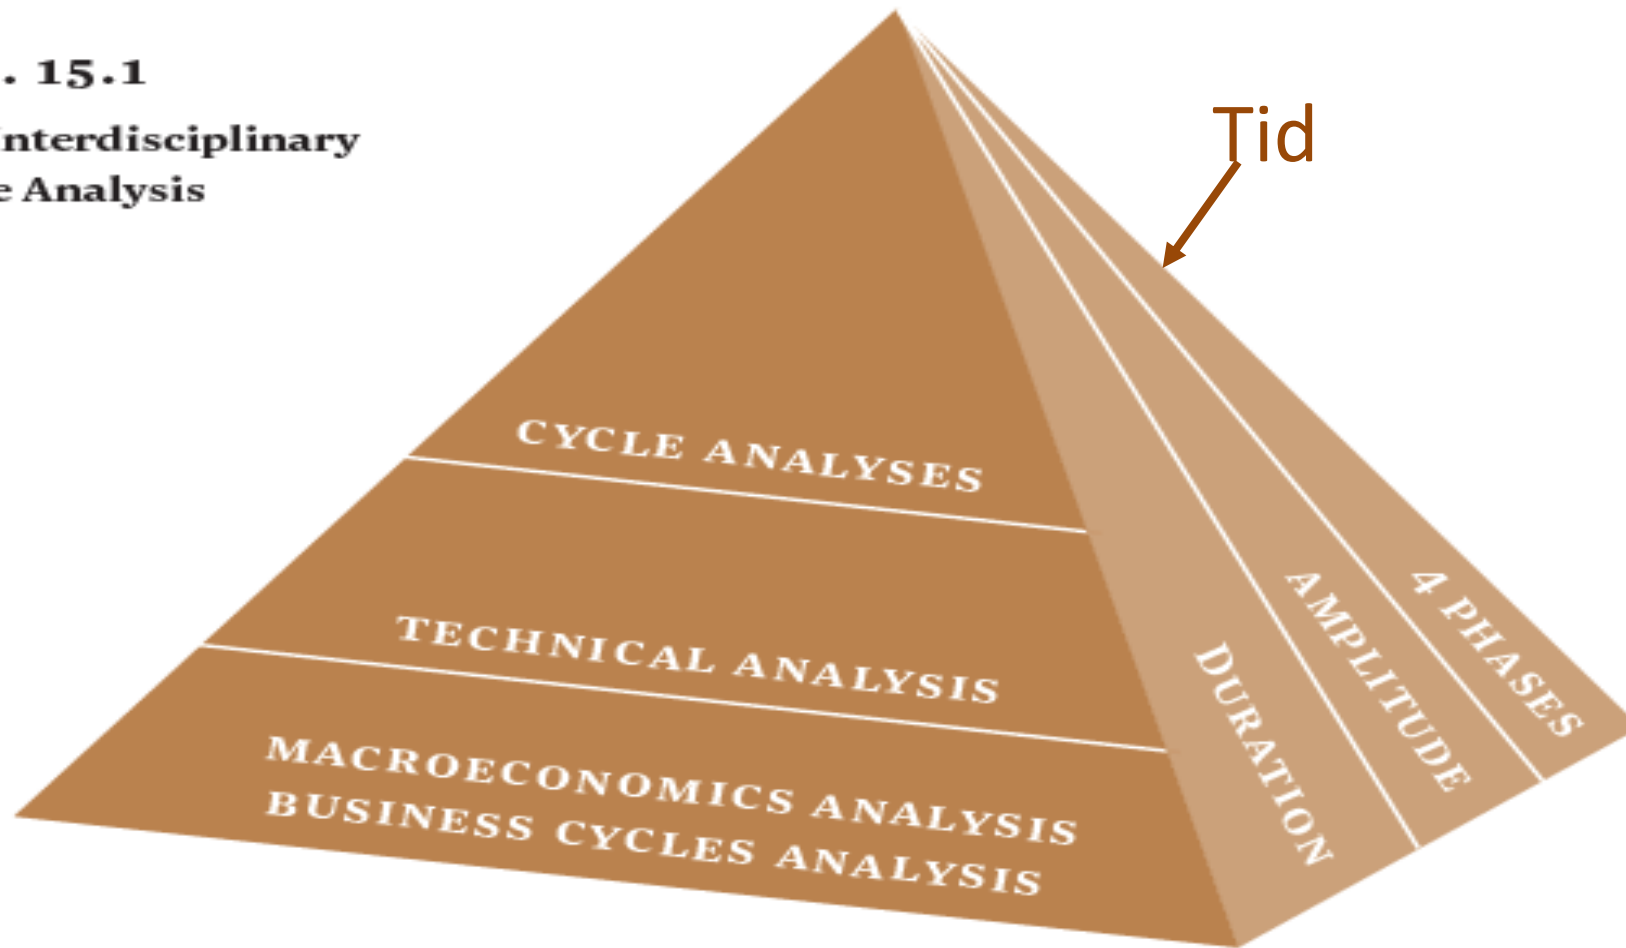 . 15.1
nterdisciplinary
e Analysis
Tid
CYCLE ANALYSES
TECHNICAL ANALYSIS
MACROECONOMICS ANALYSIS
BUSINESS CYCLES ANALYSIS
DURATION
AMPLITUDE
4 PHASES